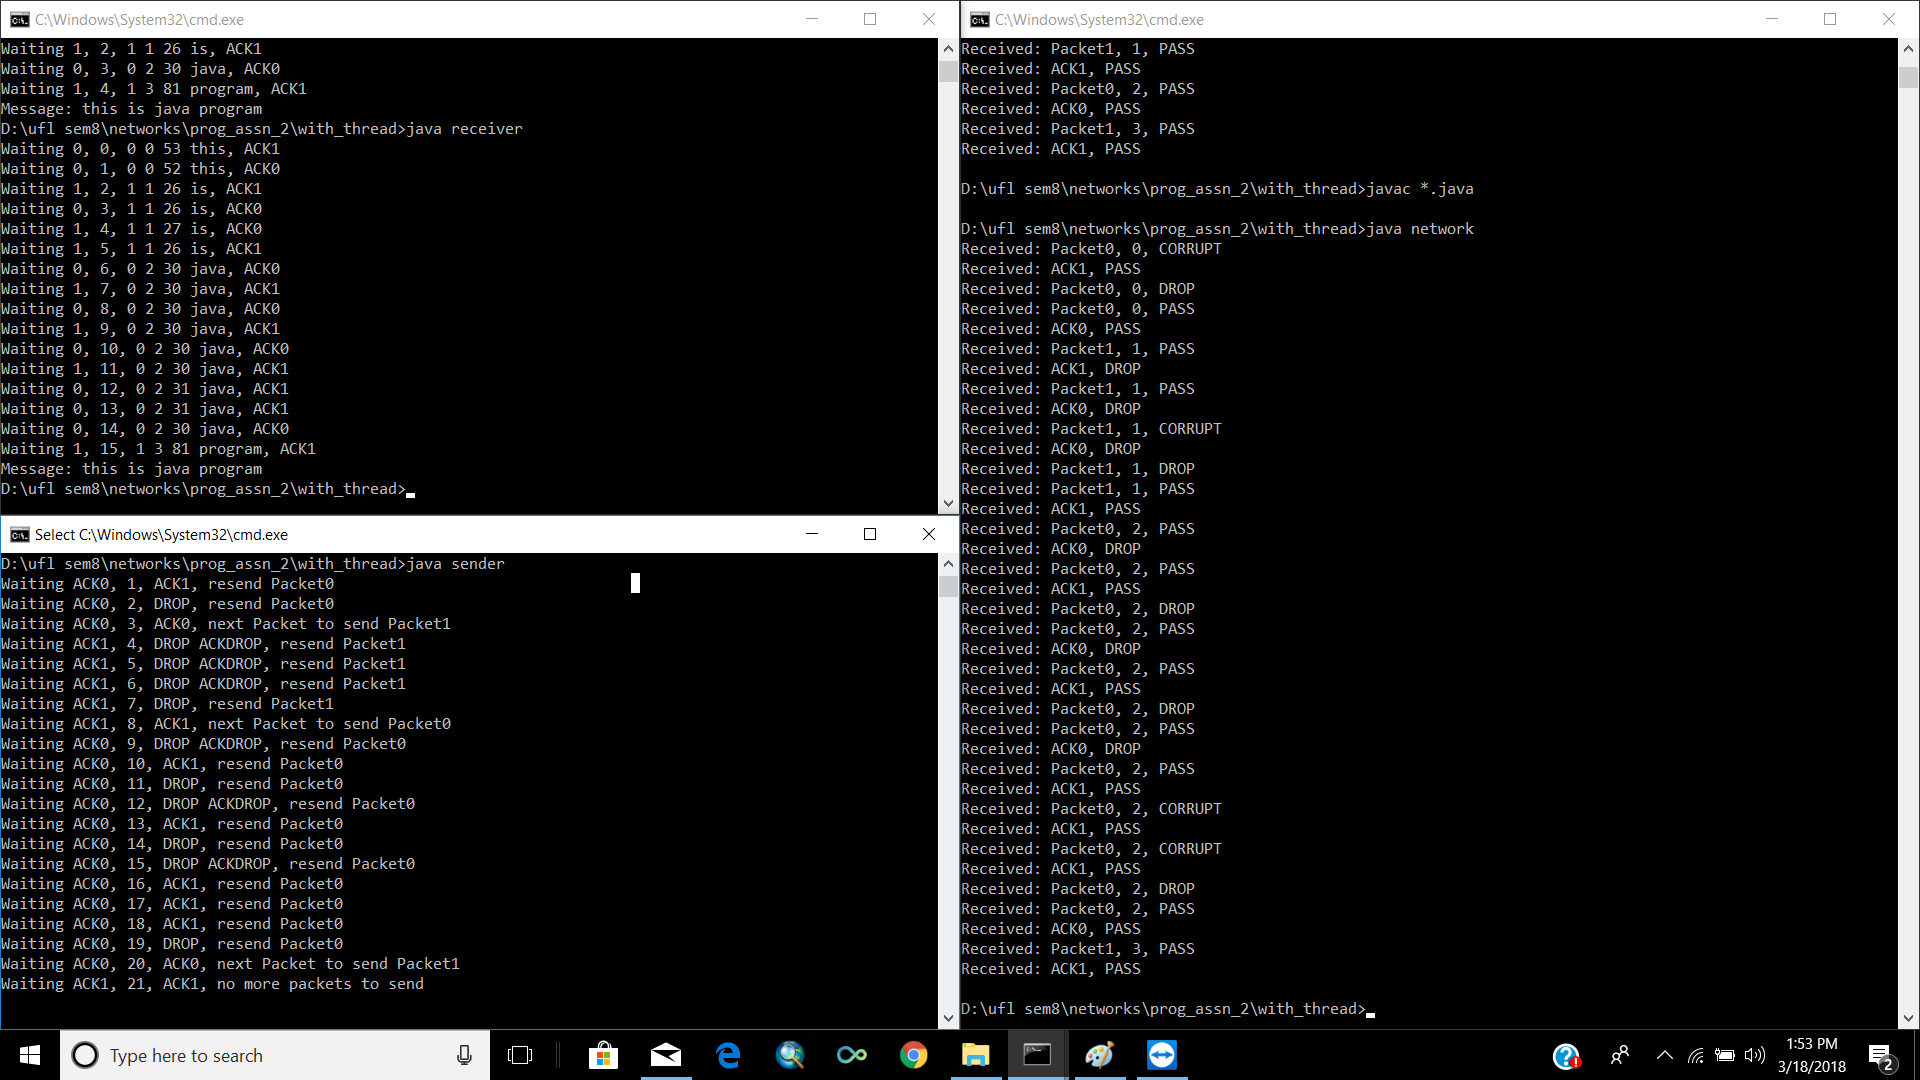 C:\Windows\System32\cmd.exe
Waiting 1, 2, 1 1 26 is, ACK1
Waiting 0, 3, 0 2 30 java, ACK0
Waiting 1, 4, 1 3 81 program, ACK1
Message: this is java program
D:\ufl sem8\networks\prog_assn_2\with_thread>java receiver
Waiting 0, 0, 0 0 53 this, ACK1
Waiting 0, 1, 0 0 52 this, ACK0
Waiting 1, 2, 1 1 26 is, ACK1
Waiting 0, 3, 1 1 26 is, ACK0
Waiting 1, 4, 1 1 27 is, ACK0
Waiting 1, 5, 1 1 26 is, ACK1
Waiting 0, 6, 0 2 30 java, ACK0
Waiting 1, 7, 0 2 30 java, ACK1
Waiting 0, 8, 0 2 30 java, ACK0
Waiting 1, 9, 0 2 30 java, ACK1
Waiting 0, 10, 0 2 30 java, ACK0
Waiting 1, 11, 0 2 30 java, ACK1
Waiting 0, 12, 0 2 31 java, ACK1
Waiting 0, 13, 0 2 31 java, ACK1
Waiting 0, 14, 0 2 30 java, ACK0
Waiting 1, 15, 1 3 81 program, ACK1
Message: this is java program
D:\ufl sem8\networks\prog_assn_2\with_thread>
Select C:\Windows\System32\cmd.exe
D:\ufl sem8\networks\prog_assn_2\with_thread>java sender
Waiting ACK0, 1, ACK1, resend Packet0
Waiting ACK0, 2, DROP, resend Packet0
Waiting ACK0, 3, ACK0, next Packet to send Packet1
Waiting ACK1, 4, DROP ACKDROP, resend Packet1
Waiting ACK1, 5, DROP ACKDROP, resend Packet1
Waiting ACK1, 6, DROP ACKDROP, resend Packet1
Waiting ACK1, 7, DROP, resend Packet1
Waiting ACK1, 8, ACK1, next Packet to send Packet0
Waiting ACK0, 9, DROP ACKDROP, resend Packet0
Waiting ACK0, 10, ACK1, resend Packet0
Waiting ACK0, 11, DROP, resend Packet0
Waiting ACK0, 12, DROP ACKDROP, resend Packet0
Waiting ACK0, 13, ACK1, resend Packet0
Waiting ACK0, 14, DROP, resend Packet0
Waiting ACK0, 15, DROP ACKDROP, resend Packet0
Waiting ACK0, 16, ACK1, resend Packet0
Waiting ACK0, 17, ACK1, resend Packet0
Waiting ACK0, 18, ACK1, resend Packet0
Waiting ACK0, 19, DROP, resend Packet0
Waiting ACK0, 20, ACK0, next Packet to send Packet1
Waiting ACK1, 21, ACK1, no more packets to send
C:\Windows\System32\cmd.exe
Received: Packet1, 1, PASS
Received: ACK1, PASS
Received: Packet0, 2, PASS
Received: ACK0, PASS
Received: Packet1, 3, PASS
Received: ACK1, PASS
D:\ufl sem8\networks\prog_assn_2\with_thread>javac *.java
D:\ufl sem8\networks\prog_assn_2\with_thread>java network
Received: Packet0, 0, CORRUPT
Received: ACK1, PASS
Received: Packet0, 0, DROP
Received: Packet0, 0, PASS
Received: ACK0, PASS
Received: Packet1, 1, PASS
Received: ACK1, DROP
Received: Packet1, 1, PASS
Received: ACK0, DROP
Received: Packet1, 1, CORRUPT
Received: ACK0, DROP
Received: Packet1, 1, DROP
Received: Packet1, 1, PASS
Received: ACK1, PASS
Received: Packet0, 2, PASS
Received: ACK0, DROP
Received: Packet0, 2, PASS
Received: ACK1, PASS
Received: Packet0, 2, DROP
Received: Packet0, 2, PASS
Received: ACK0, DROP
Received: Packet0, 2, PASS
Received: ACK1, PASS
Received: Packet0, 2, DROP
Received: Packet0, 2, PASS
Received: ACK0, DROP
Received: Packet0, 2, PASS
Received: ACK1, PASS
Received: Packet0, 2, CORRUPT
Received: ACK1, PASS
Received: Packet0, 2, CORRUPT
Received: ACK1, PASS
Received: Packet0, 2, DROP
Received: Packet0, 2, PASS
Received: ACK0, PASS
Received: Packet1, 3, PASS
Received: ACK1, PASS
D:\ufl sem8\networks\prog_assn_2\with_thread>
Type here to search
1:53 PM
3/18/2018
2